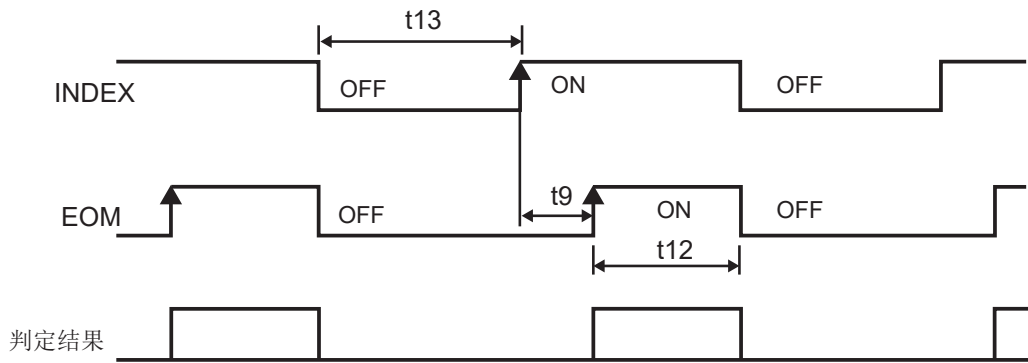 t13
INDEX
OFF
ON
OFF
EOM
OFF
t9
ON
OFF
t12
判定结果